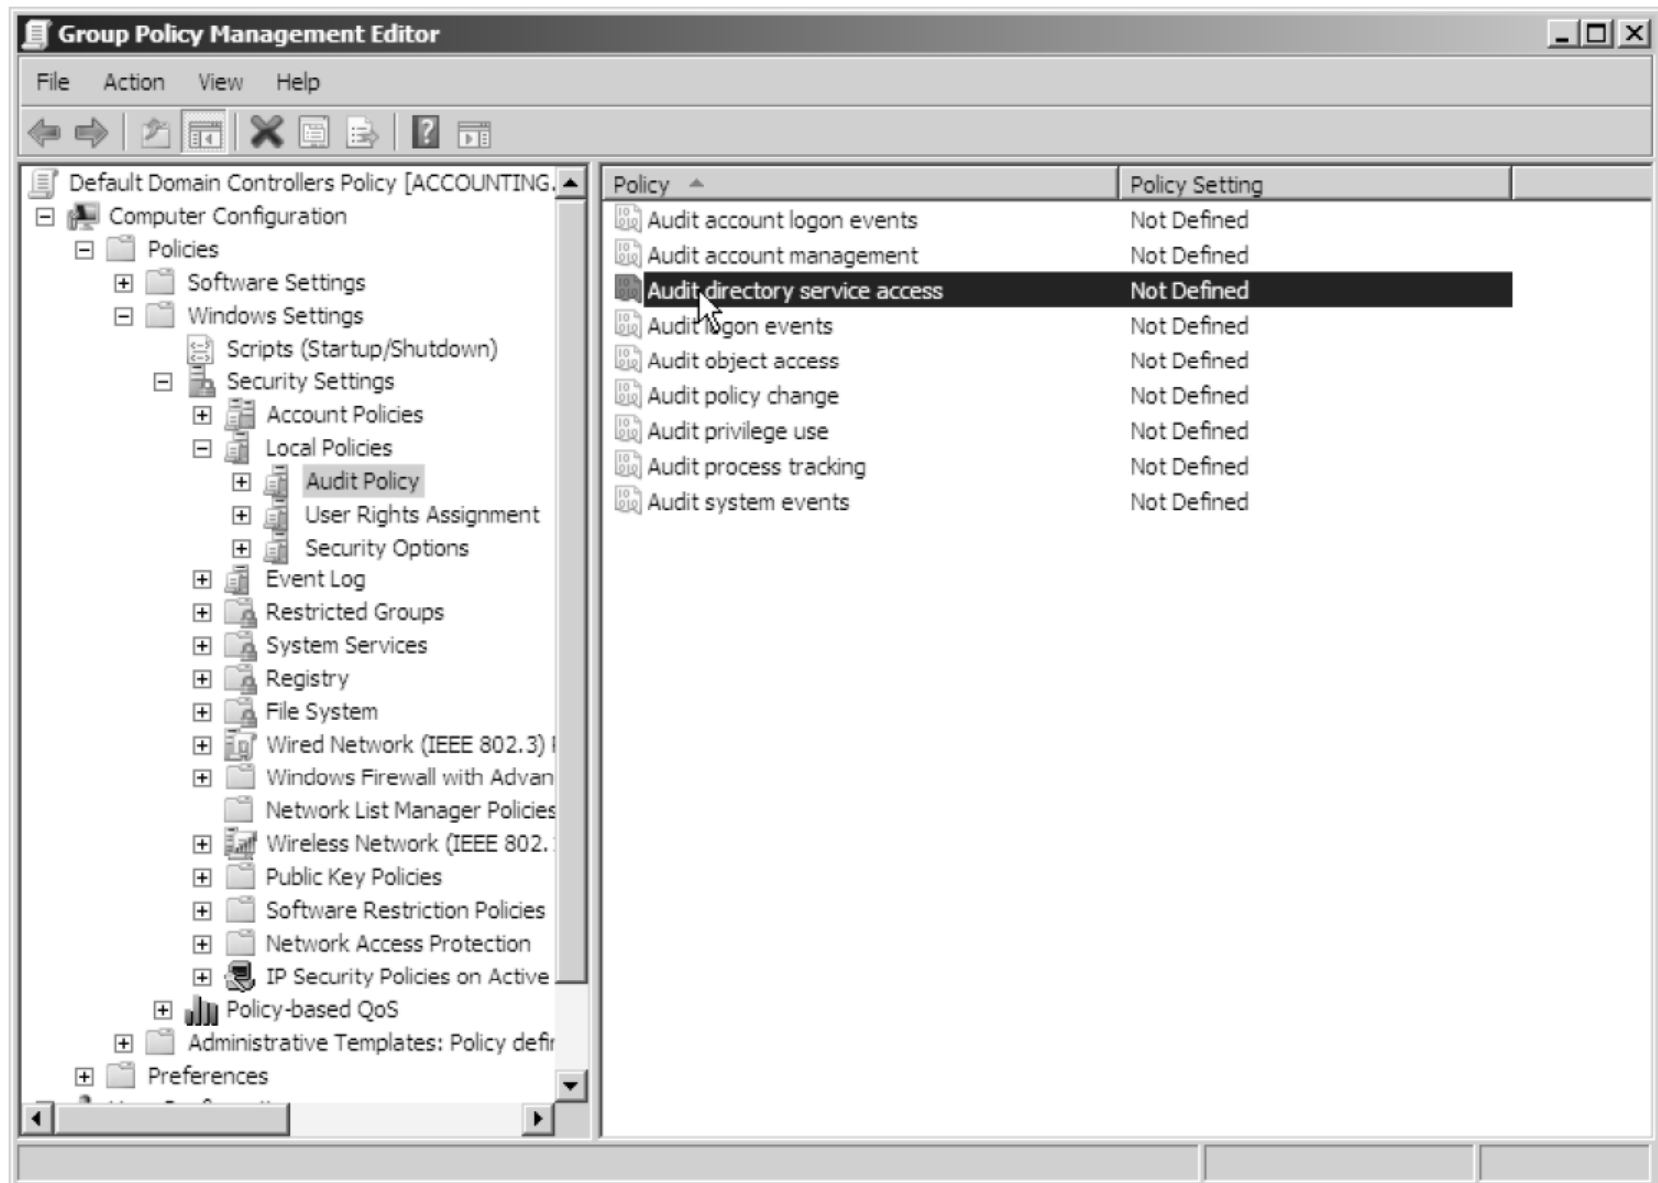 Group Policy Management Editor
File Action View Help
Default Domain Controllers Policy [ACCOUNTING.
Computer Configuration
Policies
Software Settings
Windows Settings
Scripts (Startup/Shutdown)
Security Settings
Account Policies
Local Policies
Audit Policy
User Rights Assignment
Security Options
Event Log
Restricted Groups
System Services
Registry
File System
Wired Network (IEEE 802.3)
Windows Firewall with Advan
Network List Manager Policies
Wireless Network (IEEE 802.
Public Key Policies
Software Restriction Policies
Network Access Protection
IP Security Policies on Active
Policy-based QoS
Administrative Templates: Policy defin
Preferences
Policy Policy Setting
Audit account logon events Not Defined
Audit account management Not Defined
Audit directory service access Not Defined
Audit logon events Not Defined
Audit object access Not Defined
Audit policy change Not Defined
Audit privilege use Not Defined
Audit process tracking Not Defined
Audit system events Not Defined